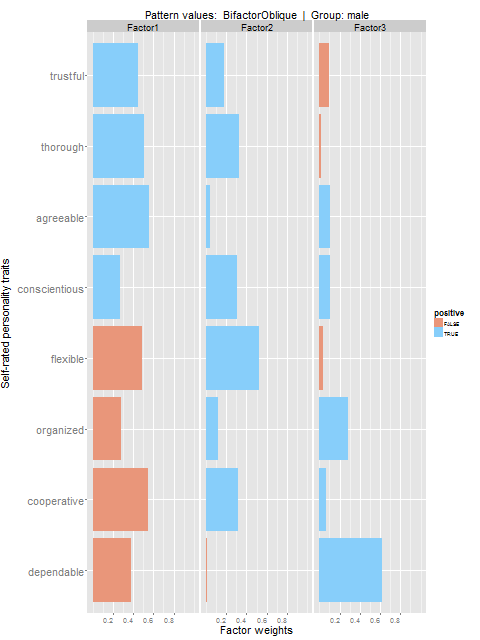 Pattern values: BifactorOblique | Group: male
Factor1 Factor2 Factor3
Self-rated personality traits
trustful
thorough
agreeable
conscientious
flexible
organized
cooperative
dependable
0.2 0.4 0.6 0.8 0.2 0.4 0.6 0.8 0.2 0.4 0.6 0.8
Factor weights
positive
FALSE
TRUE